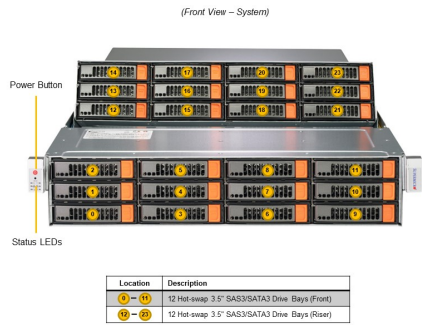 (Front View – System)
14 17 20 23
13 16 19 22
12 15 18 21
Power Button
2 5 8 11
1 4 7 10
0 3 6 9
Status LEDs
Location Description
0 – 11 12 Hot-swap 3.5" SAS3/SATA3 Drive Bays (Front)
12 – 23 12 Hot-swap 3.5" SAS3/SATA3 Drive Bays (Riser)